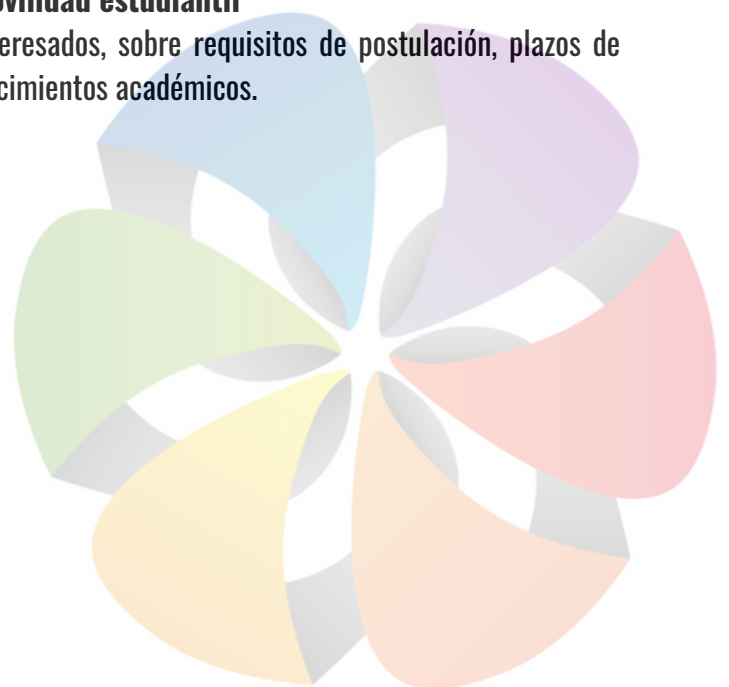 ovilidad estudiantil
eresados, sobre requisitos de postulación, plazos de
cimientos académicos.